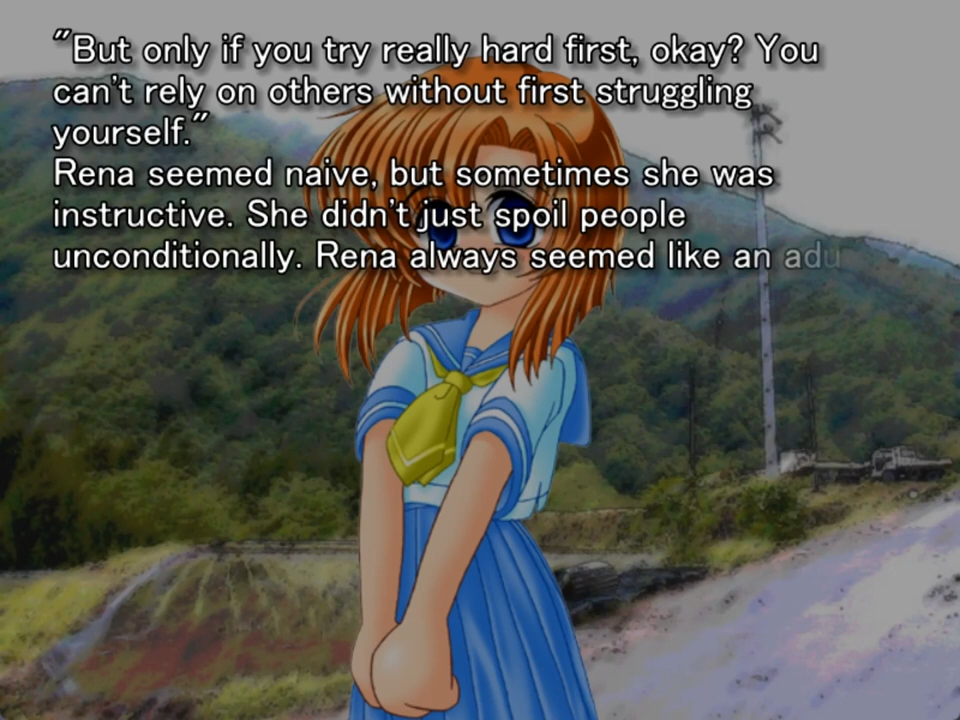 "But only if you try really hard first, okay? You
can't rely on others without first struggling
yourself."
Rena seemed naive, but sometimes she was
instructive. She didn't just spoil people
unconditionally. Rena always seemed like an adu